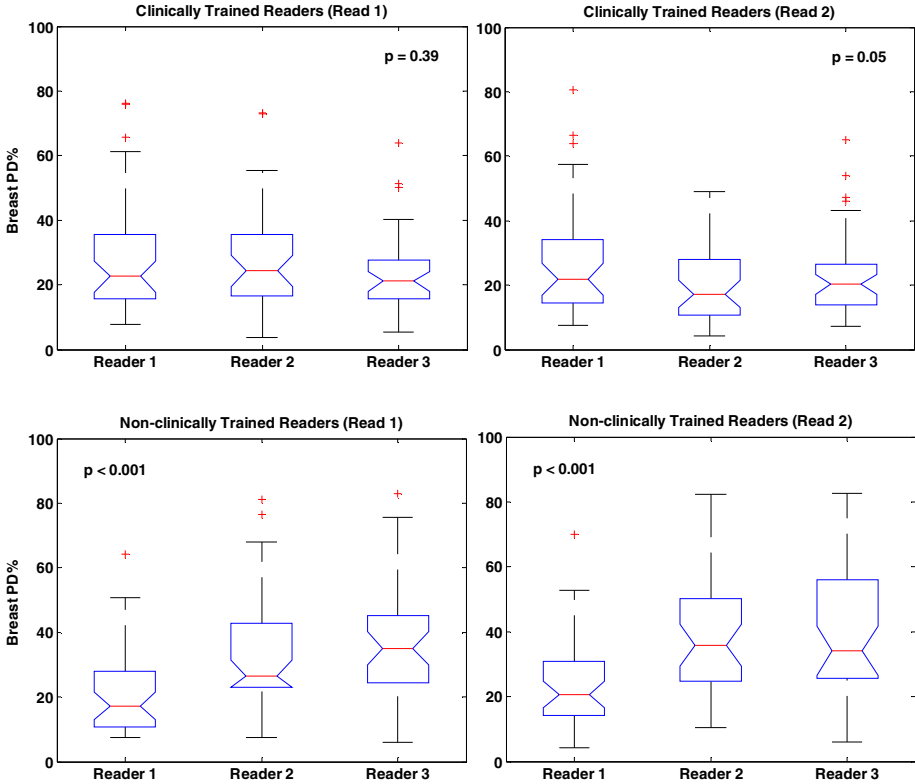 Clinically Trained Readers (Read 1)
100
80
60
40
20
0
Breast PD%
p = 0.39
Reader 1 Reader 2 Reader 3
Clinically Trained Readers (Read 2)
100
80
60
40
20
0
p = 0.05
Reader 1 Reader 2 Reader 3
Non-clinically Trained Readers (Read 1)
100
80
60
40
20
0
Breast PD%
p < 0.001
Reader 1 Reader 2 Reader 3
Non-clinically Trained Readers (Read 2)
100
80
60
40
20
0
p < 0.001
Reader 1 Reader 2 Reader 3